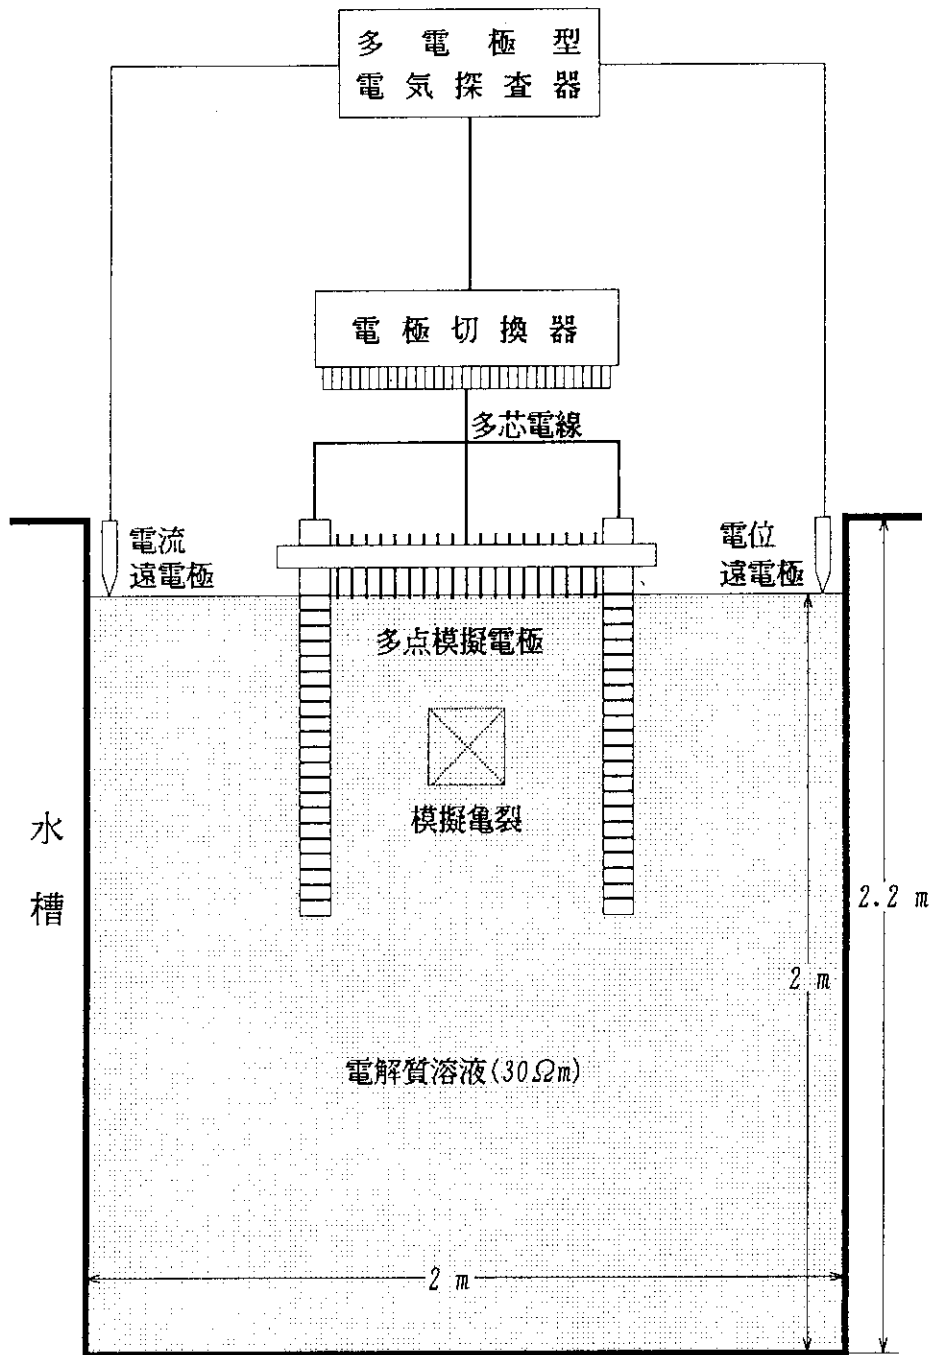 多電極型
電気探査器
電極切換器
多芯電線
電流
遠電極
電位
遠電極
多点模擬電極
模擬亀裂
水
槽
2.2 m
2 m
電解質溶液(30Ωm)
2 m